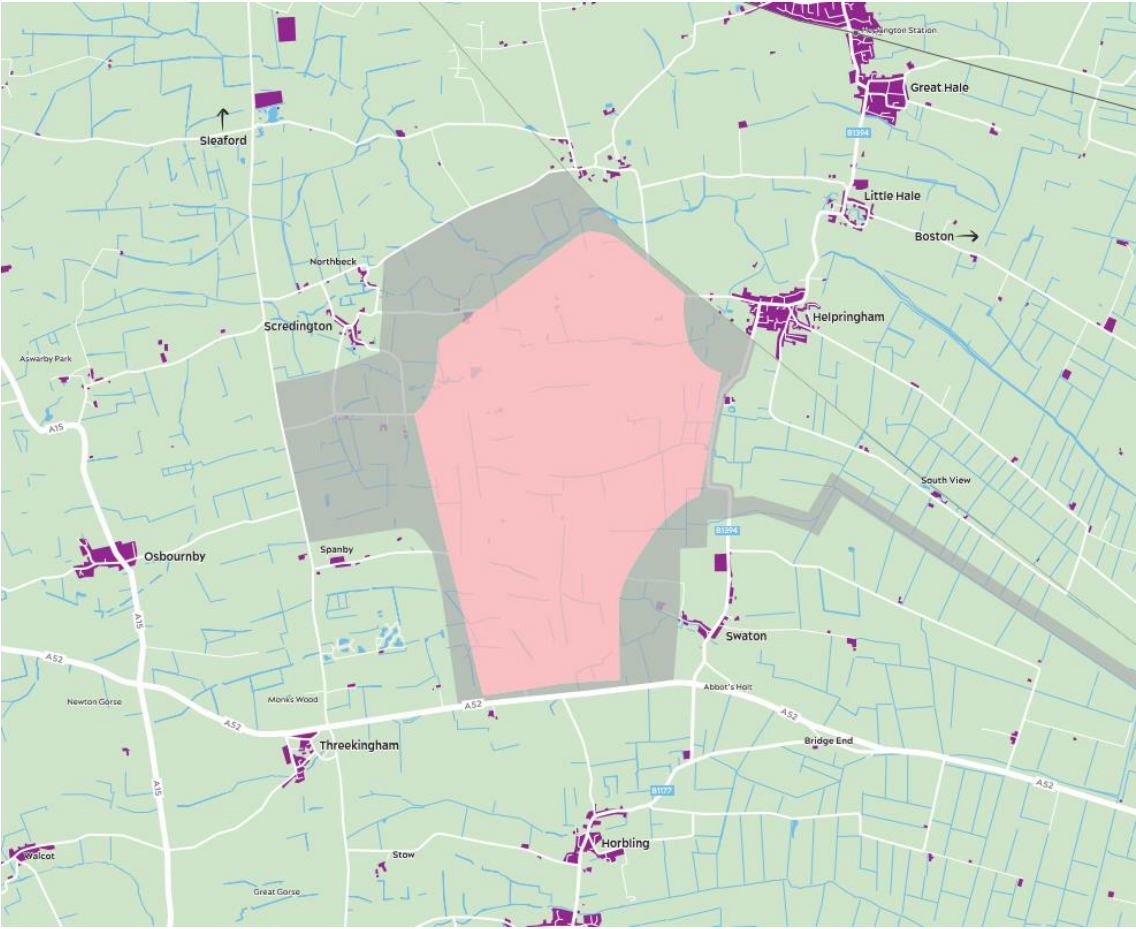 Heckington Station
Great Hale
B1394
Sleaford
Little Hale
Boston
Northbeck
Scredington
Helpringham
Aswarby Park
A15
South View
B1394
Osbournby
Spanby
A15
Swaton
A52
Abbot's Holt
Newton Gorse
Monks Wood
A52
A52
A52
Threekingham
Bridge End
A15
B1177
A52
Horbling
Walcot
Stow
Great Gorse